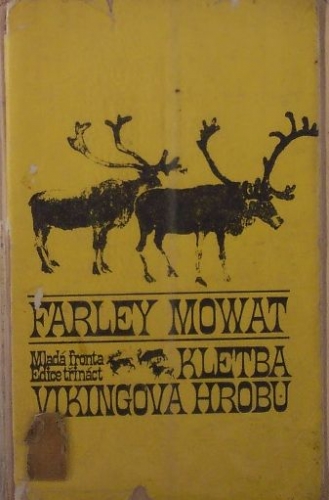 FARLEY MOWAT
Mladá fronta
Edice třináct
KLETBA
VIKINGOVA HROBU